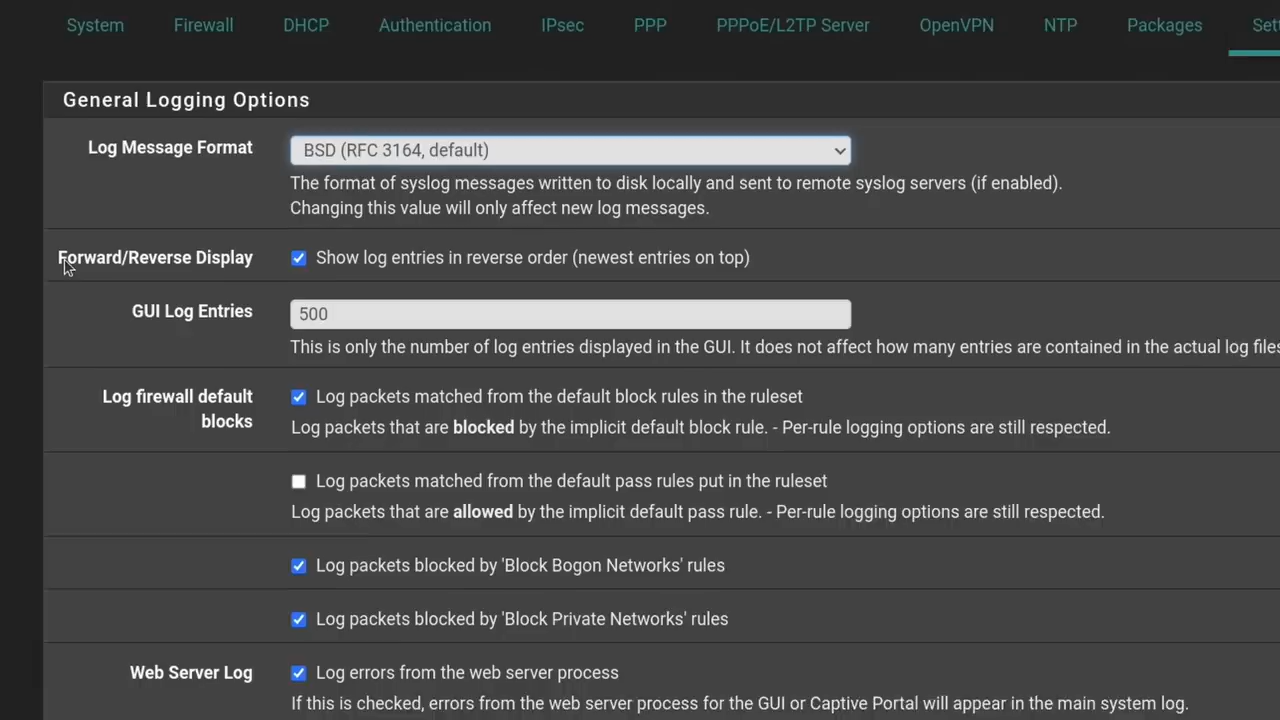 System Firewall DHCP Authentication IPsec PPP PPPoE/L2TP Server OpenVPN NTP Packages
General Logging Options
Log Message Format
BSD (RFC 3164, default)
The format of syslog messages written to disk locally and sent to remote syslog servers (if enabled).
Changing this value will only affect new log messages.
Forward/Reverse Display
Show log entries in reverse order (newest entries on top)
GUI Log Entries
500
This is only the number of log entries displayed in the GUI. It does not affect how many entries are contained in the actual log files
Log firewall default
blocks
Log packets matched from the default block rules in the ruleset
Log packets that are blocked by the implicit default block rule. - Per-rule logging options are still respected.
Log packets matched from the default pass rules put in the ruleset
Log packets that are allowed by the implicit default pass rule. - Per-rule logging options are still respected.
Log packets blocked by 'Block Bogon Networks' rules
Log packets blocked by 'Block Private Networks' rules
Web Server Log
Log errors from the web server process
If this is checked, errors from the web server process for the GUI or Captive Portal will appear in the main system log.